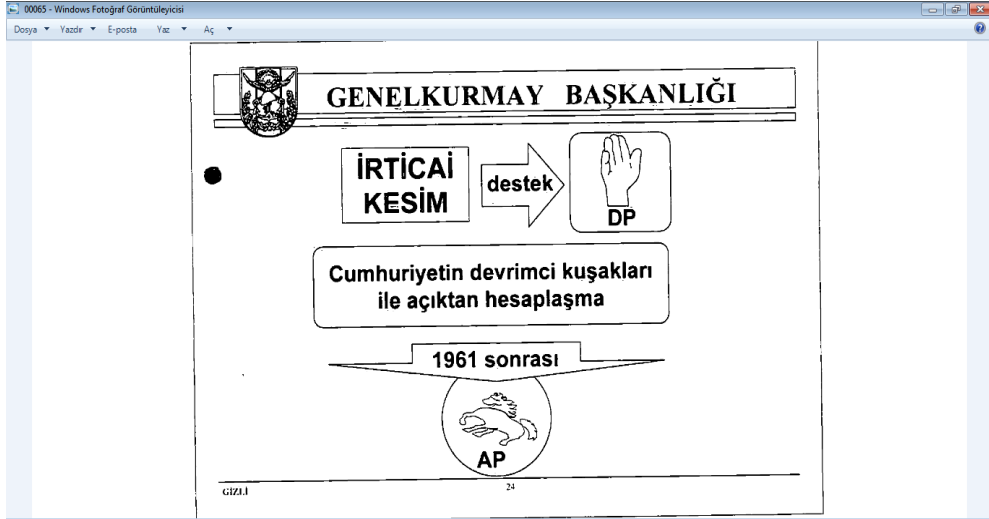 00065 - Windows Fotoğraf Görüntüleyicisi
Dosya Yazdır E-posta Yaz Aç
GENELKURMAY BAŞKANLIĞI
İRTİCAİ
KESİM
destek
DP
Cumhuriyetin devrimci kuşakları
ile açıktan hesaplaşma
1961 sonrası
AP
GİZLİ
24